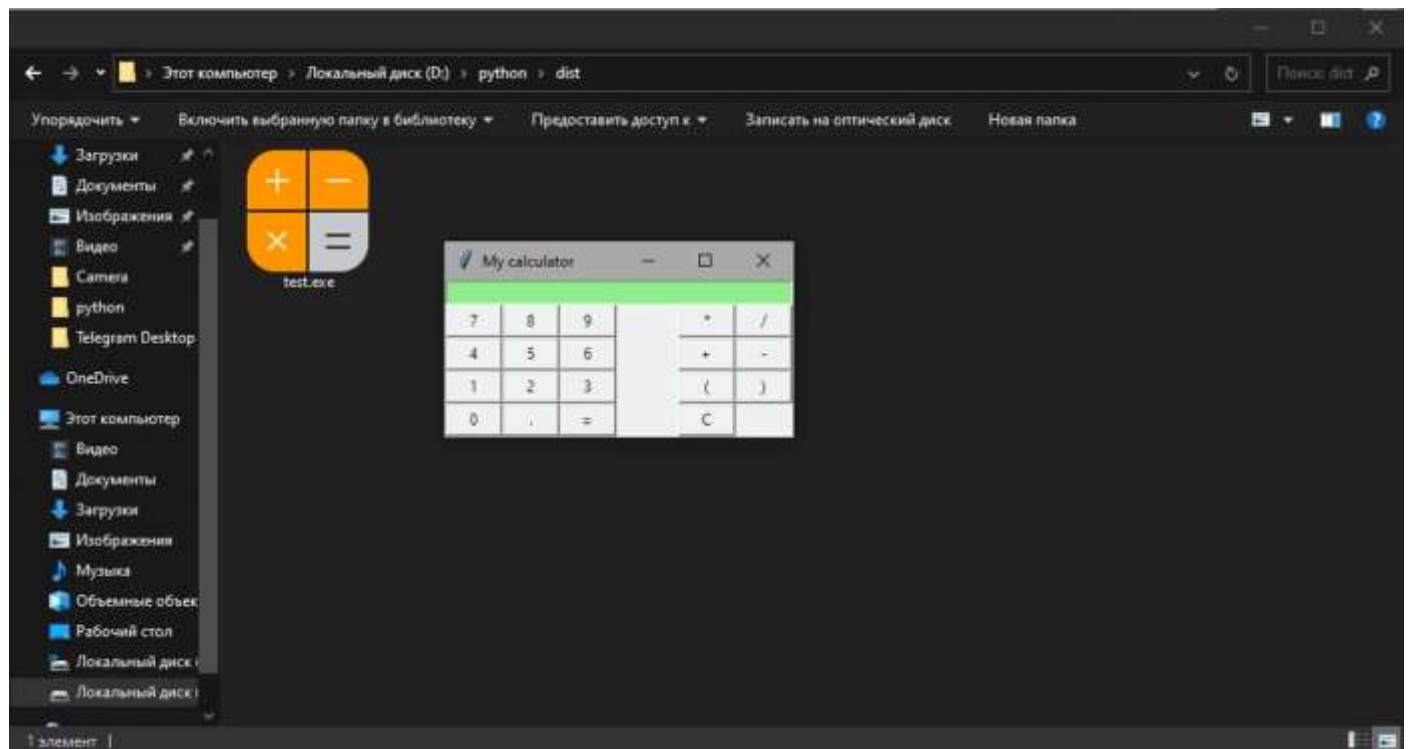 Этот компьютер › Локальный диск (D:) › python › dist
Поиск: dist
Упорядочить Включить выбранную папку в библиотеку Предоставить доступ к Записать на оптический диск Новая папка
Загрузки
Документы
Изображения
Видео
Camera
python
Telegram Desktop
OneDrive
Этот компьютер
Видео
Документы
Загрузки
Изображения
Музыка
Объемные объек
Рабочий стол
Локальный диск (
Локальный диск (
+ −
× =
test.exe
My calculator
7 8 9 * /
4 5 6 + -
1 2 3 ( )
0 . = C
1 элемент